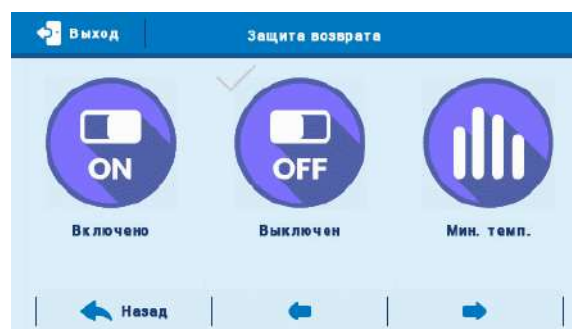 Выход
Защита возврата
ON
OFF
Включено
Выключен
Мин. темп.
Назад